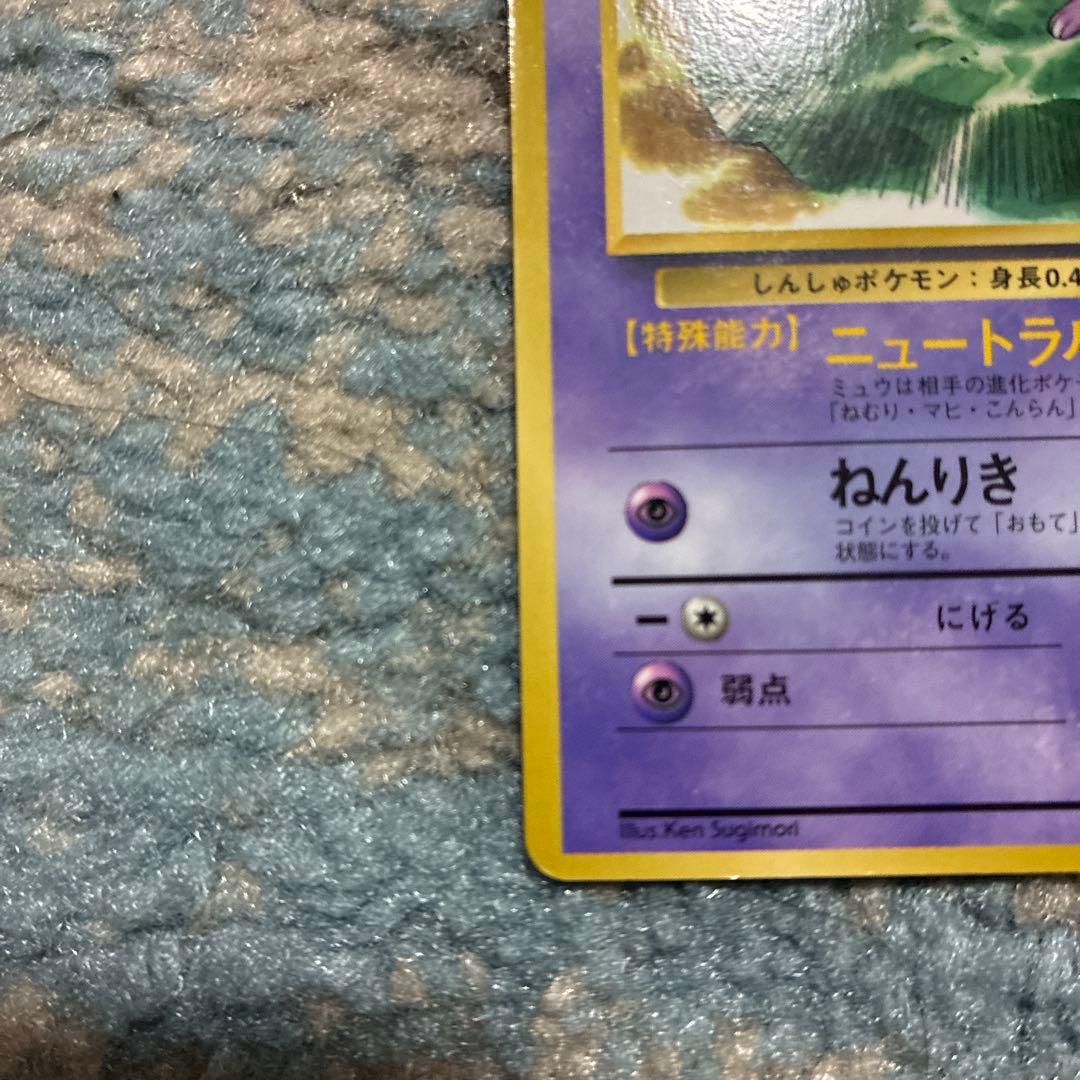 しんしゅポケモン：身長0.4
【特殊能力】 ニュートラル
ミュウは相手の進化ポケ
「ねむり・マヒ・こんらん」
ねんりき
コインを投げて「おもて」
状態にする。
ー にげる
弱点
Illus. Ken Sugimori